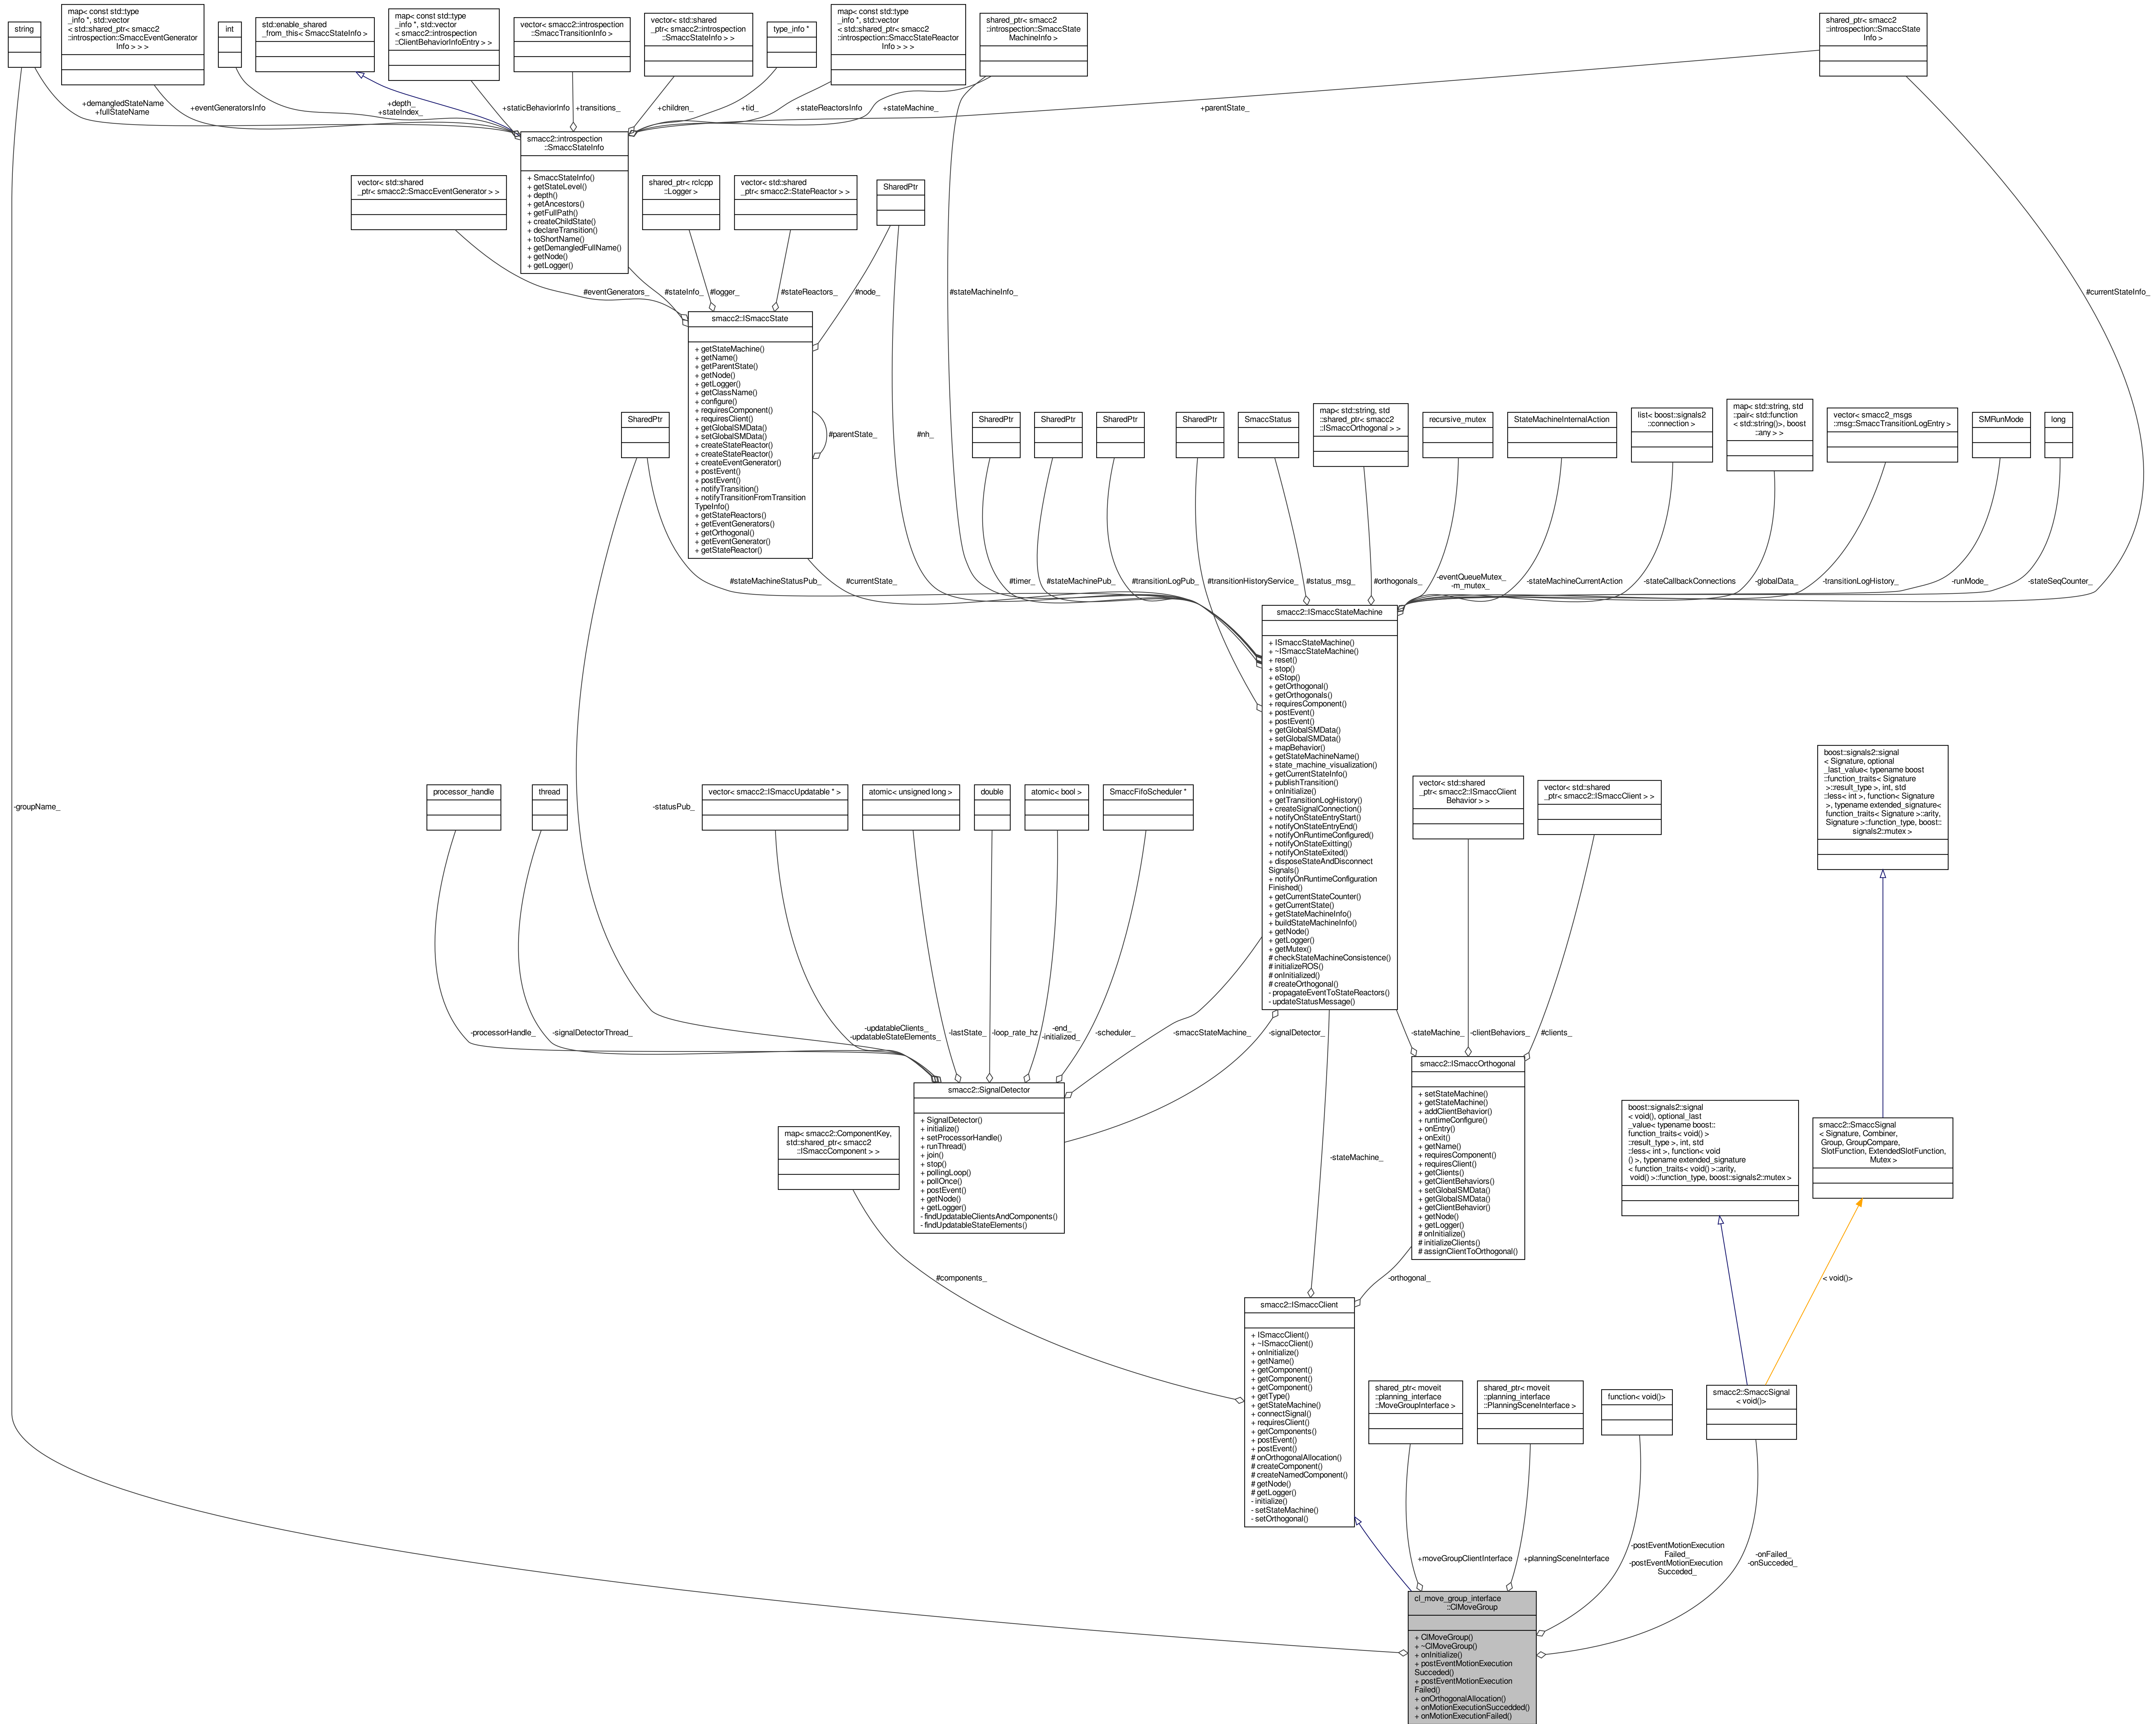 string
map< const std::type
_info *, std::vector
< std::shared_ptr< smacc2
::introspection::SmaccEventGenerator
Info > > >
int
std::enable_shared
_from_this< SmaccStateInfo >
map< const std::type
_info *, std::vector
< smacc2::introspection
::ClientBehaviorInfoEntry > >
vector< smacc2::introspection
::SmaccTransitionInfo >
vector< std::shared
_ptr< smacc2::introspection
::SmaccStateInfo > >
type_info *
map< const std::type
_info *, std::vector
< std::shared_ptr< smacc2
::introspection::SmaccStateReactor
Info > > >
shared_ptr< smacc2
::introspection::SmaccState
MachineInfo >
shared_ptr< smacc2
::introspection::SmaccState
Info >
+demangledStateName
+fullStateName
+eventGeneratorsInfo
+depth_
+stateIndex_
+staticBehaviorInfo
+transitions_
+children_
+tid_
+stateReactorsInfo
+stateMachine_
+parentState_
smacc2::introspection
::SmaccStateInfo
+ SmaccStateInfo()
+ getStateLevel()
+ depth()
+ getAncestors()
+ getFullPath()
+ createChildState()
+ declareTransition()
+ toShortName()
+ getDemangledFullName()
+ getNode()
+ getLogger()
vector< std::shared
_ptr< smacc2::SmaccEventGenerator > >
shared_ptr< rclcpp
::Logger >
vector< std::shared
_ptr< smacc2::StateReactor > >
SharedPtr
#eventGenerators_
#stateInfo_
#logger_
#stateReactors_
#node_
#stateMachineInfo_
#currentStateInfo_
smacc2::ISmaccState
+ getStateMachine()
+ getName()
+ getParentState()
+ getNode()
+ getLogger()
+ getClassName()
+ configure()
+ requiresComponent()
+ requiresClient()
+ getGlobalSMData()
+ setGlobalSMData()
+ createStateReactor()
+ createStateReactor()
+ createEventGenerator()
+ postEvent()
+ postEvent()
+ notifyTransition()
+ notifyTransitionFromTransition
TypeInfo()
+ getStateReactors()
+ getEventGenerators()
+ getOrthogonal()
+ getEventGenerator()
+ getStateReactor()
#parentState_
#nh_
SharedPtr
SharedPtr
SharedPtr
SharedPtr
SharedPtr
SmaccStatus
map< std::string, std
::shared_ptr< smacc2
::ISmaccOrthogonal > >
recursive_mutex
StateMachineInternalAction
list< boost::signals2
::connection >
map< std::string, std
::pair< std::function
< std::string()>, boost
::any > >
vector< smacc2_msgs
::msg::SmaccTransitionLogEntry >
SMRunMode
long
#stateMachineStatusPub_
#currentState_
#timer_
#stateMachinePub_
#transitionLogPub_
#transitionHistoryService_
#status_msg_
#orthogonals_
-eventQueueMutex_
-m_mutex_
-stateMachineCurrentAction
-stateCallbackConnections
-globalData_
-transitionLogHistory_
-runMode_
-stateSeqCounter_
smacc2::ISmaccStateMachine
+ ISmaccStateMachine()
+ ~ISmaccStateMachine()
+ reset()
+ stop()
+ eStop()
+ getOrthogonal()
+ getOrthogonals()
+ requiresComponent()
+ postEvent()
+ postEvent()
+ getGlobalSMData()
+ setGlobalSMData()
+ mapBehavior()
+ getStateMachineName()
+ state_machine_visualization()
+ getCurrentStateInfo()
+ publishTransition()
+ onInitialize()
+ getTransitionLogHistory()
+ createSignalConnection()
+ notifyOnStateEntryStart()
+ notifyOnStateEntryEnd()
+ notifyOnRuntimeConfigured()
+ notifyOnStateExitting()
+ notifyOnStateExited()
+ disposeStateAndDisconnect
Signals()
+ notifyOnRuntimeConfiguration
Finished()
+ getCurrentStateCounter()
+ getCurrentState()
+ getStateMachineInfo()
+ buildStateMachineInfo()
+ getNode()
+ getLogger()
+ getMutex()
# checkStateMachineConsistence()
# initializeROS()
# onInitialized()
# createOrthogonal()
- propagateEventToStateReactors()
- updateStatusMessage()
-groupName_
processor_handle
thread
-statusPub_
vector< smacc2::ISmaccUpdatable * >
atomic< unsigned long >
double
atomic< bool >
SmaccFifoScheduler *
vector< std::shared
_ptr< smacc2::ISmaccClient
Behavior > >
vector< std::shared
_ptr< smacc2::ISmaccClient > >
boost::signals2::signal
< Signature, optional
_last_value< typename boost
::function_traits< Signature
>::result_type >, int, std
::less< int >, function< Signature
>, typename extended_signature<
function_traits< Signature >::arity,
Signature >::function_type, boost::
signals2::mutex >
-processorHandle_
-signalDetectorThread_
-updatableClients_
-updatableStateElements_
-lastState_
-loop_rate_hz
-end_
-initialized_
-scheduler_
-smaccStateMachine_
-signalDetector_
-stateMachine_
-clientBehaviors_
#clients_
smacc2::SignalDetector
+ SignalDetector()
+ initialize()
+ setProcessorHandle()
+ runThread()
+ join()
+ stop()
+ pollingLoop()
+ pollOnce()
+ postEvent()
+ getNode()
+ getLogger()
- findUpdatableClientsAndComponents()
- findUpdatableStateElements()
smacc2::ISmaccOrthogonal
+ setStateMachine()
+ getStateMachine()
+ addClientBehavior()
+ runtimeConfigure()
+ onEntry()
+ onExit()
+ getName()
+ requiresComponent()
+ requiresClient()
+ getClients()
+ getClientBehaviors()
+ setGlobalSMData()
+ getGlobalSMData()
+ getClientBehavior()
+ getNode()
+ getLogger()
# onInitialize()
# initializeClients()
# assignClientToOrthogonal()
map< smacc2::ComponentKey,
std::shared_ptr< smacc2
::ISmaccComponent > >
-stateMachine_
boost::signals2::signal
< void(), optional_last
_value< typename boost::
function_traits< void() >
::result_type >, int, std
::less< int >, function< void
() >, typename extended_signature
< function_traits< void() >::arity,
void() >::function_type, boost::signals2::mutex >
smacc2::SmaccSignal
< Signature, Combiner,
Group, GroupCompare,
SlotFunction, ExtendedSlotFunction,
Mutex >
#components_
-orthogonal_
< void()>
smacc2::ISmaccClient
+ ISmaccClient()
+ ~ISmaccClient()
+ onInitialize()
+ getName()
+ getComponent()
+ getComponent()
+ getComponent()
+ getType()
+ getStateMachine()
+ connectSignal()
+ requiresClient()
+ getComponents()
+ postEvent()
+ postEvent()
# onOrthogonalAllocation()
# createComponent()
# createNamedComponent()
# getNode()
# getLogger()
- initialize()
- setStateMachine()
- setOrthogonal()
shared_ptr< moveit
::planning_interface
::MoveGroupInterface >
shared_ptr< moveit
::planning_interface
::PlanningSceneInterface >
function< void()>
smacc2::SmaccSignal
< void()>
+moveGroupClientInterface
+planningSceneInterface
-postEventMotionExecution
Failed_
-postEventMotionExecution
Succeded_
-onFailed_
-onSucceded_
cl_move_group_interface
::ClMoveGroup
+ ClMoveGroup()
+ ~ClMoveGroup()
+ onInitialize()
+ postEventMotionExecution
Succeded()
+ postEventMotionExecution
Failed()
+ onOrthogonalAllocation()
+ onMotionExecutionSuccedded()
+ onMotionExecutionFailed()